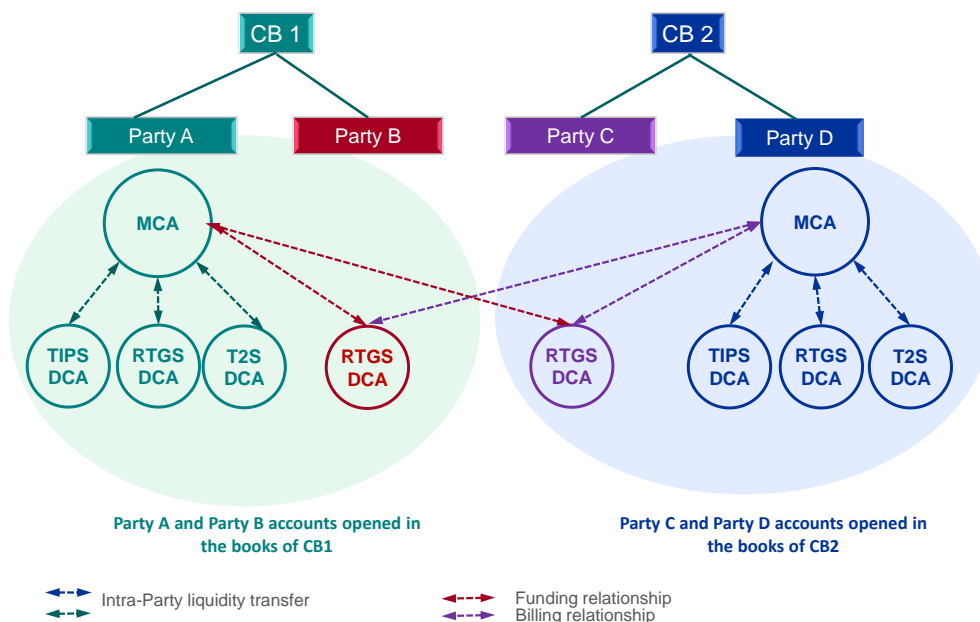 CB 1
CB 2
Party A
Party B
Party C
Party D
MCA
MCA
TIPS
DCA
RTGS
DCA
T2S
DCA
RTGS
DCA
RTGS
DCA
TIPS
DCA
RTGS
DCA
T2S
DCA
Party A and Party B accounts opened in
the books of CB1
Party C and Party D accounts opened in
the books of CB2
Intra-Party liquidity transfer
Funding relationship
Billing relationship